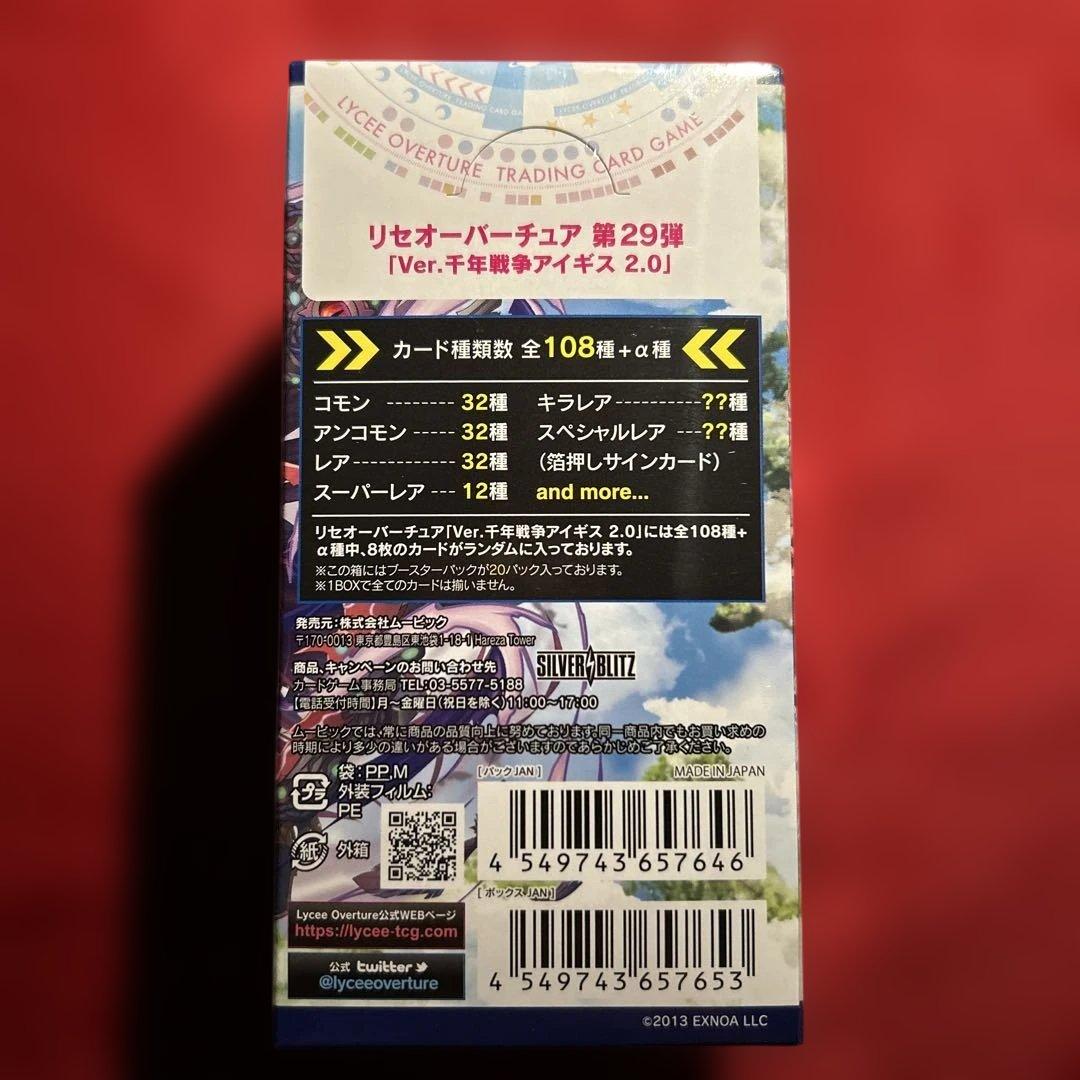 LYCEE OVERTURE TRADING CARD GAME
リセオーバーチュア 第29弾
「Ver.千年戦争アイギス 2.0」
カード種類数 全108種+α種
コモン -------- 32種
アンコモン ----- 32種
レア------------ 32種
スーパーレア --- 12種
キラレア----------??種
スペシャルレア ---??種
(箔押しサインカード)
and more...
リセオーバーチュア「Ver.千年戦争アイギス 2.0」には全108種+
α種中、8枚のカードがランダムに入っております。
※この箱にはブースターパックが20パック入っております。
※1BOXで全てのカードは揃いません。
発売元:株式会社ムービック
〒170-0013 東京都豊島区東池袋1-18-1 Hareza Tower
商品、キャンペーンのお問い合わせ先
カードゲーム事務局 TEL:03-5577-5188
【電話受付時間】月~金曜日(祝日を除く)11:00~17:00
SILVER BLITZ
ムービックでは、常に商品の品質向上に努めております。同一商品内でもお買い求めの
時期により多少の違いがある場合がございますのであらかじめご了承ください。
プラ
袋:PP,M
外装フィルム:
PE
紙
外箱
[パックJAN]
MADE IN JAPAN
4 549743 657646
[ボックスJAN]
4 549743 657653
Lycee Overture公式WEBページ
https://lycee-tcg.com
公式 twitter
@lyceeoverture
©2013 EXNOA LLC